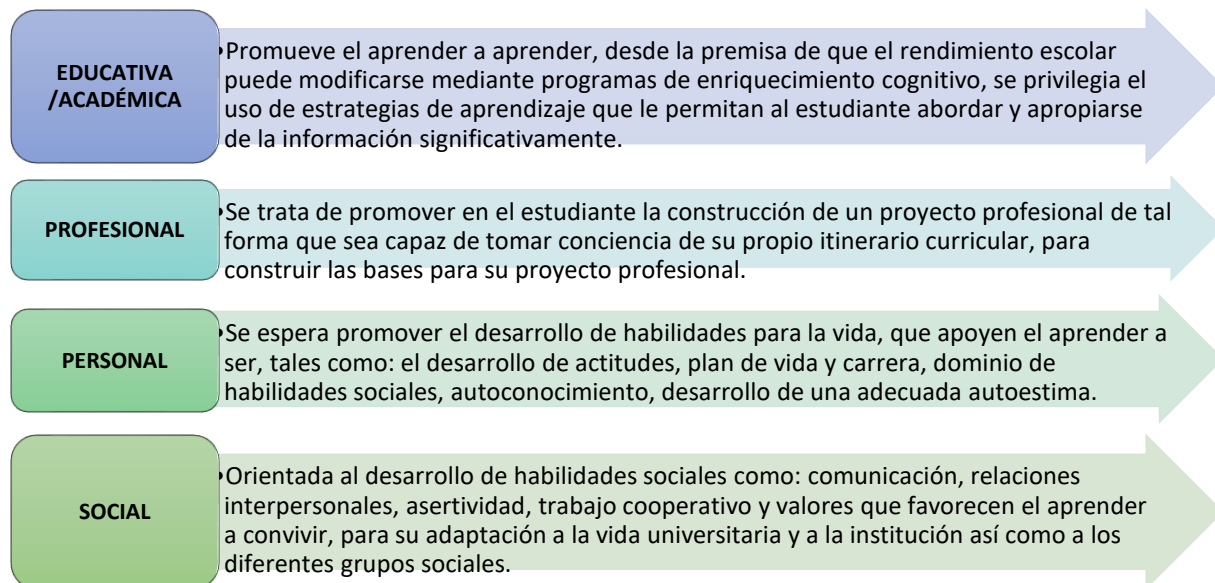 EDUCATIVA
/ACADÉMICA
•Promueve el aprender a aprender, desde la premisa de que el rendimiento escolar
puede modificarse mediante programas de enriquecimiento cognitivo, se privilegia el
uso de estrategias de aprendizaje que le permitan al estudiante abordar y apropiarse
de la información significativamente.
PROFESIONAL
•Se trata de promover en el estudiante la construcción de un proyecto profesional de tal
forma que sea capaz de tomar conciencia de su propio itinerario curricular, para
construir las bases para su proyecto profesional.
PERSONAL
•Se espera promover el desarrollo de habilidades para la vida, que apoyen el aprender a
ser, tales como: el desarrollo de actitudes, plan de vida y carrera, dominio de
habilidades sociales, autoconocimiento, desarrollo de una adecuada autoestima.
SOCIAL
•Orientada al desarrollo de habilidades sociales como: comunicación, relaciones
interpersonales, asertividad, trabajo cooperativo y valores que favorecen el aprender
a convivir, para su adaptación a la vida universitaria y a la institución así como a los
diferentes grupos sociales.